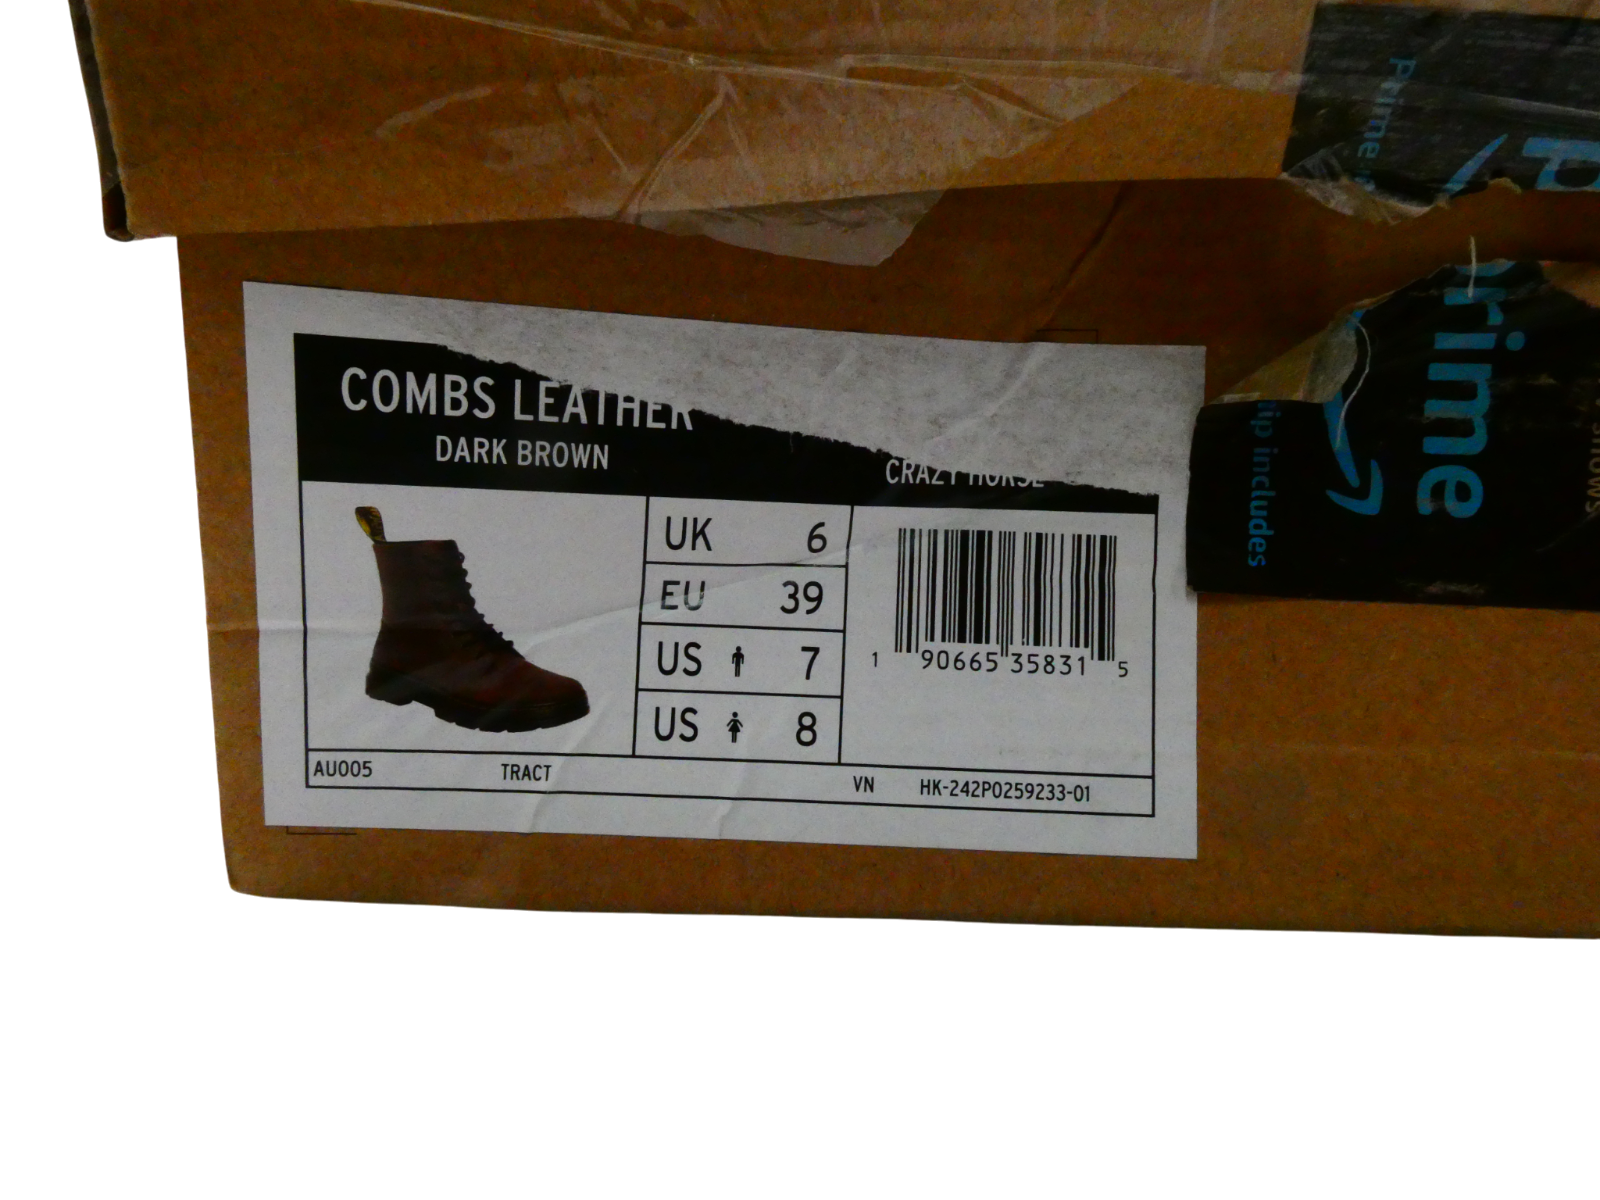 COMBS LEATHER
DARK BROWN
CRAZY HORSE
UK 6
EU 39
US 7
US 8
1 90665 35831 5
AU005 TRACT VN HK-242P0259233-01
Prime
prime
includes
shows